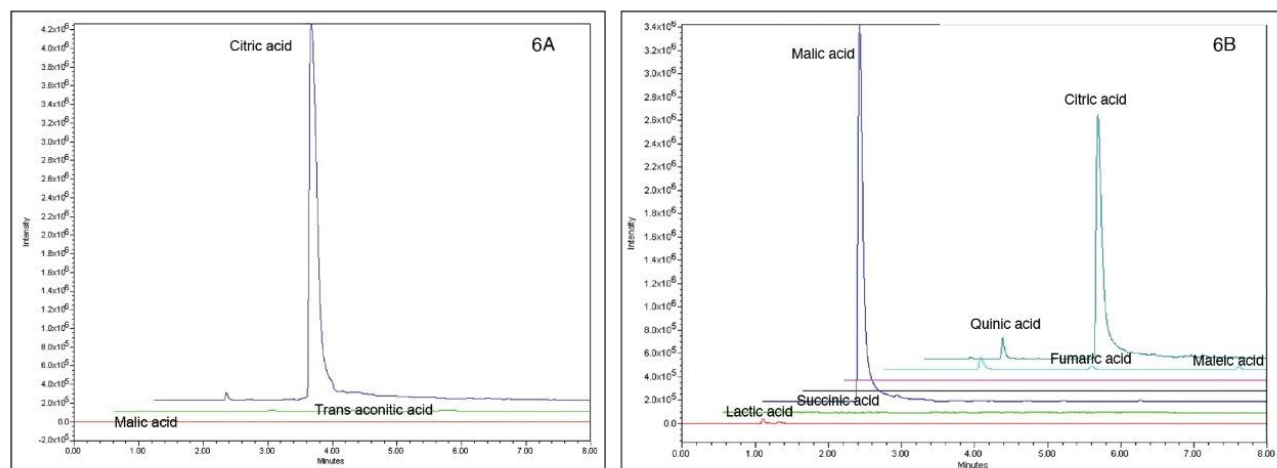 6A
Citric acid
4.2x10⁶
4.0x10⁶
3.8x10⁶
3.6x10⁶
3.4x10⁶
3.2x10⁶
3.0x10⁶
2.8x10⁶
2.6x10⁶
2.4x10⁶
2.2x10⁶
2.0x10⁶
1.8x10⁶
1.6x10⁶
1.4x10⁶
1.2x10⁶
1.0x10⁶
8.0x10⁵
6.0x10⁵
4.0x10⁵
2.0x10⁵
0.0
-2.0x10⁵
Intensity
Trans aconitic acid
Malic acid
0.00 1.00 2.00 3.00 4.00 5.00 6.00 7.00 8.00
Minutes
6B
Malic acid
Citric acid
Quinic acid
Fumaric acid
Maleic acid
Succinic acid
Lactic acid
3.4x10⁶
3.2x10⁶
3.0x10⁶
2.8x10⁶
2.6x10⁶
2.4x10⁶
2.2x10⁶
2.0x10⁶
1.8x10⁶
1.6x10⁶
1.4x10⁶
1.2x10⁶
1.0x10⁶
8.0x10⁵
6.0x10⁵
4.0x10⁵
2.0x10⁵
0.0
Intensity
0.00 1.00 2.00 3.00 4.00 5.00 6.00 7.00 8.00
Minutes